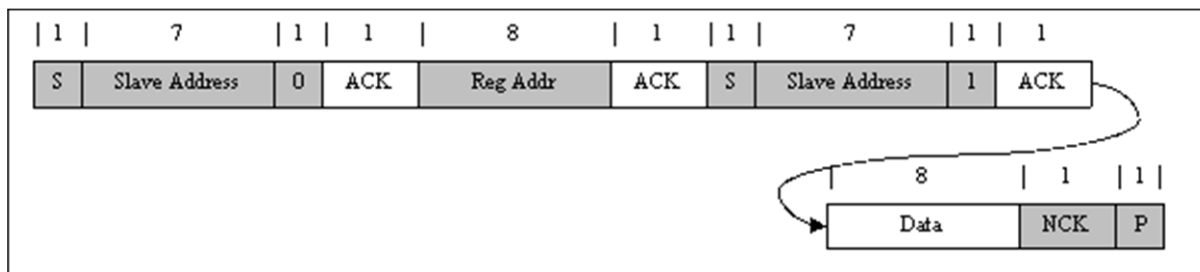 | 1 | 7 | 1 | 1 | 8 | 1 | 1 | 7 | 1 | 1
S Slave Address 0 ACK Reg Addr ACK S Slave Address 1 ACK
| 8 | 1 | 1 |
Data NCK P